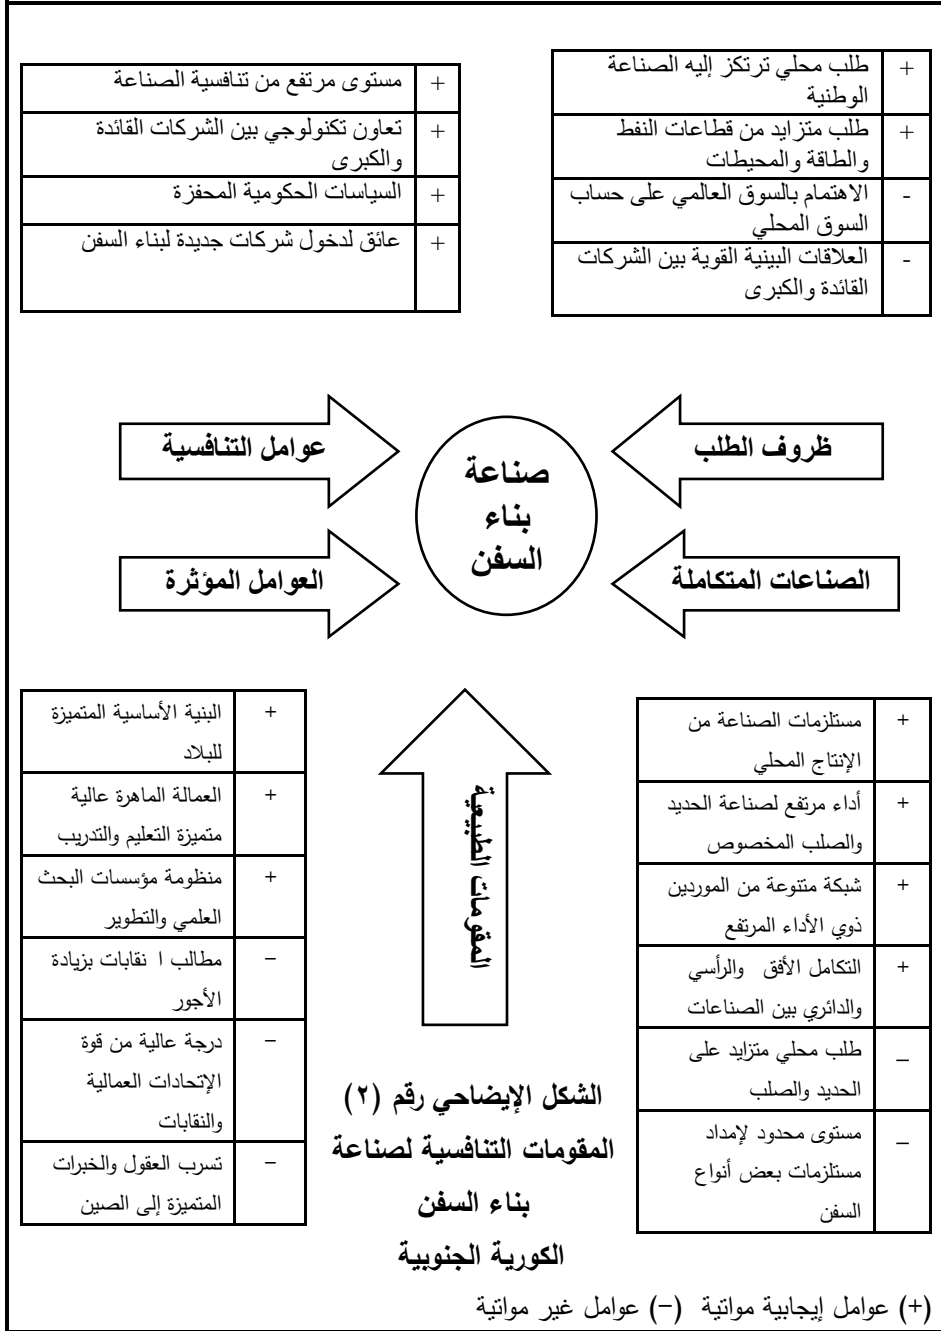 + طلب محلي ترتكز إليه الصناعة
الوطنية
+ طلب متزايد من قطاعات النفط
والطاقة والمحيطات
- الاهتمام بالسوق العالمي على حساب
السوق المحلي
- العلاقات البينية القوية بين الشركات
القائدة والكبرى
+ مستوى مرتفع من تنافسية الصناعة
+ تعاون تكنولوجي بين الشركات القائدة
والكبرى
+ السياسات الحكومية المحفزة
+ عائق لدخول شركات جديدة لبناء السفن
ظروف الطلب
عوامل التنافسية
صناعة
بناء
السفن
الصناعات المتكاملة
العوامل المؤثرة
المقومات الطبيعية
+ مستلزمات الصناعة من
الإنتاج المحلي
+ أداء مرتفع لصناعة الحديد
والصلب المخصوص
+ شبكة متنوعة من الموردين
ذوي الأداء المرتفع
+ التكامل الأفق والرأسي
والدائري بين الصناعات
_ طلب محلي متزايد على
الحديد والصلب
_ مستوى محدود لإمداد
مستلزمات بعض أنواع
السفن
+ البنية الأساسية المتميزة
للبلاد
+ العمالة الماهرة عالية
متميزة التعليم والتدريب
+ منظومة مؤسسات البحث
العلمي والتطوير
– مطالب ا نقابات بزيادة
الأجور
– درجة عالية من قوة
الإتحادات العمالية
والنقابات
– تسرب العقول والخبرات
المتميزة إلى الصين
الشكل الإيضاحي رقم (٢)
المقومات التنافسية لصناعة
بناء السفن
الكورية الجنوبية
(+) عوامل إيجابية مواتية (–) عوامل غير مواتية